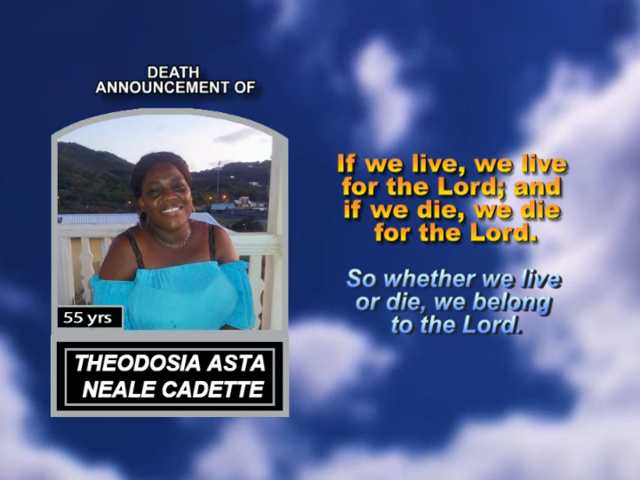 DEATH
ANNOUNCEMENT OF
55 yrs
THEODOSIA ASTA
NEALE CADETTE
If we live, we live
for the Lord; and
if we die, we die
for the Lord.
So whether we live
or die, we belong
to the Lord.